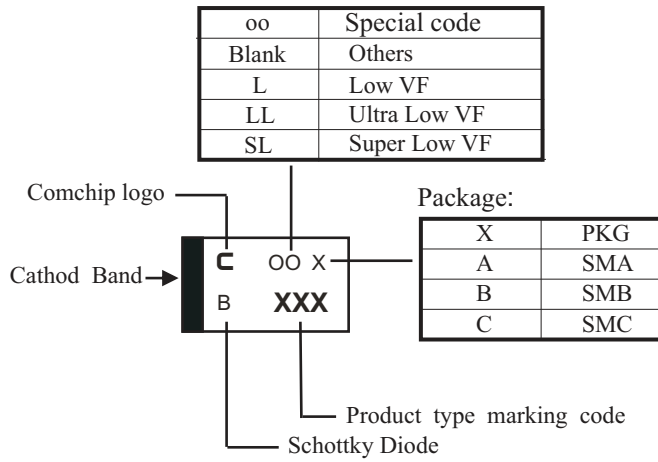 oo Special code
Blank Others
L Low VF
LL Ultra Low VF
SL Super Low VF
Comchip logo
Package:
X PKG
A SMA
B SMB
C SMC
Cathod Band
C OO X
B XXX
Product type marking code
Schottky Diode